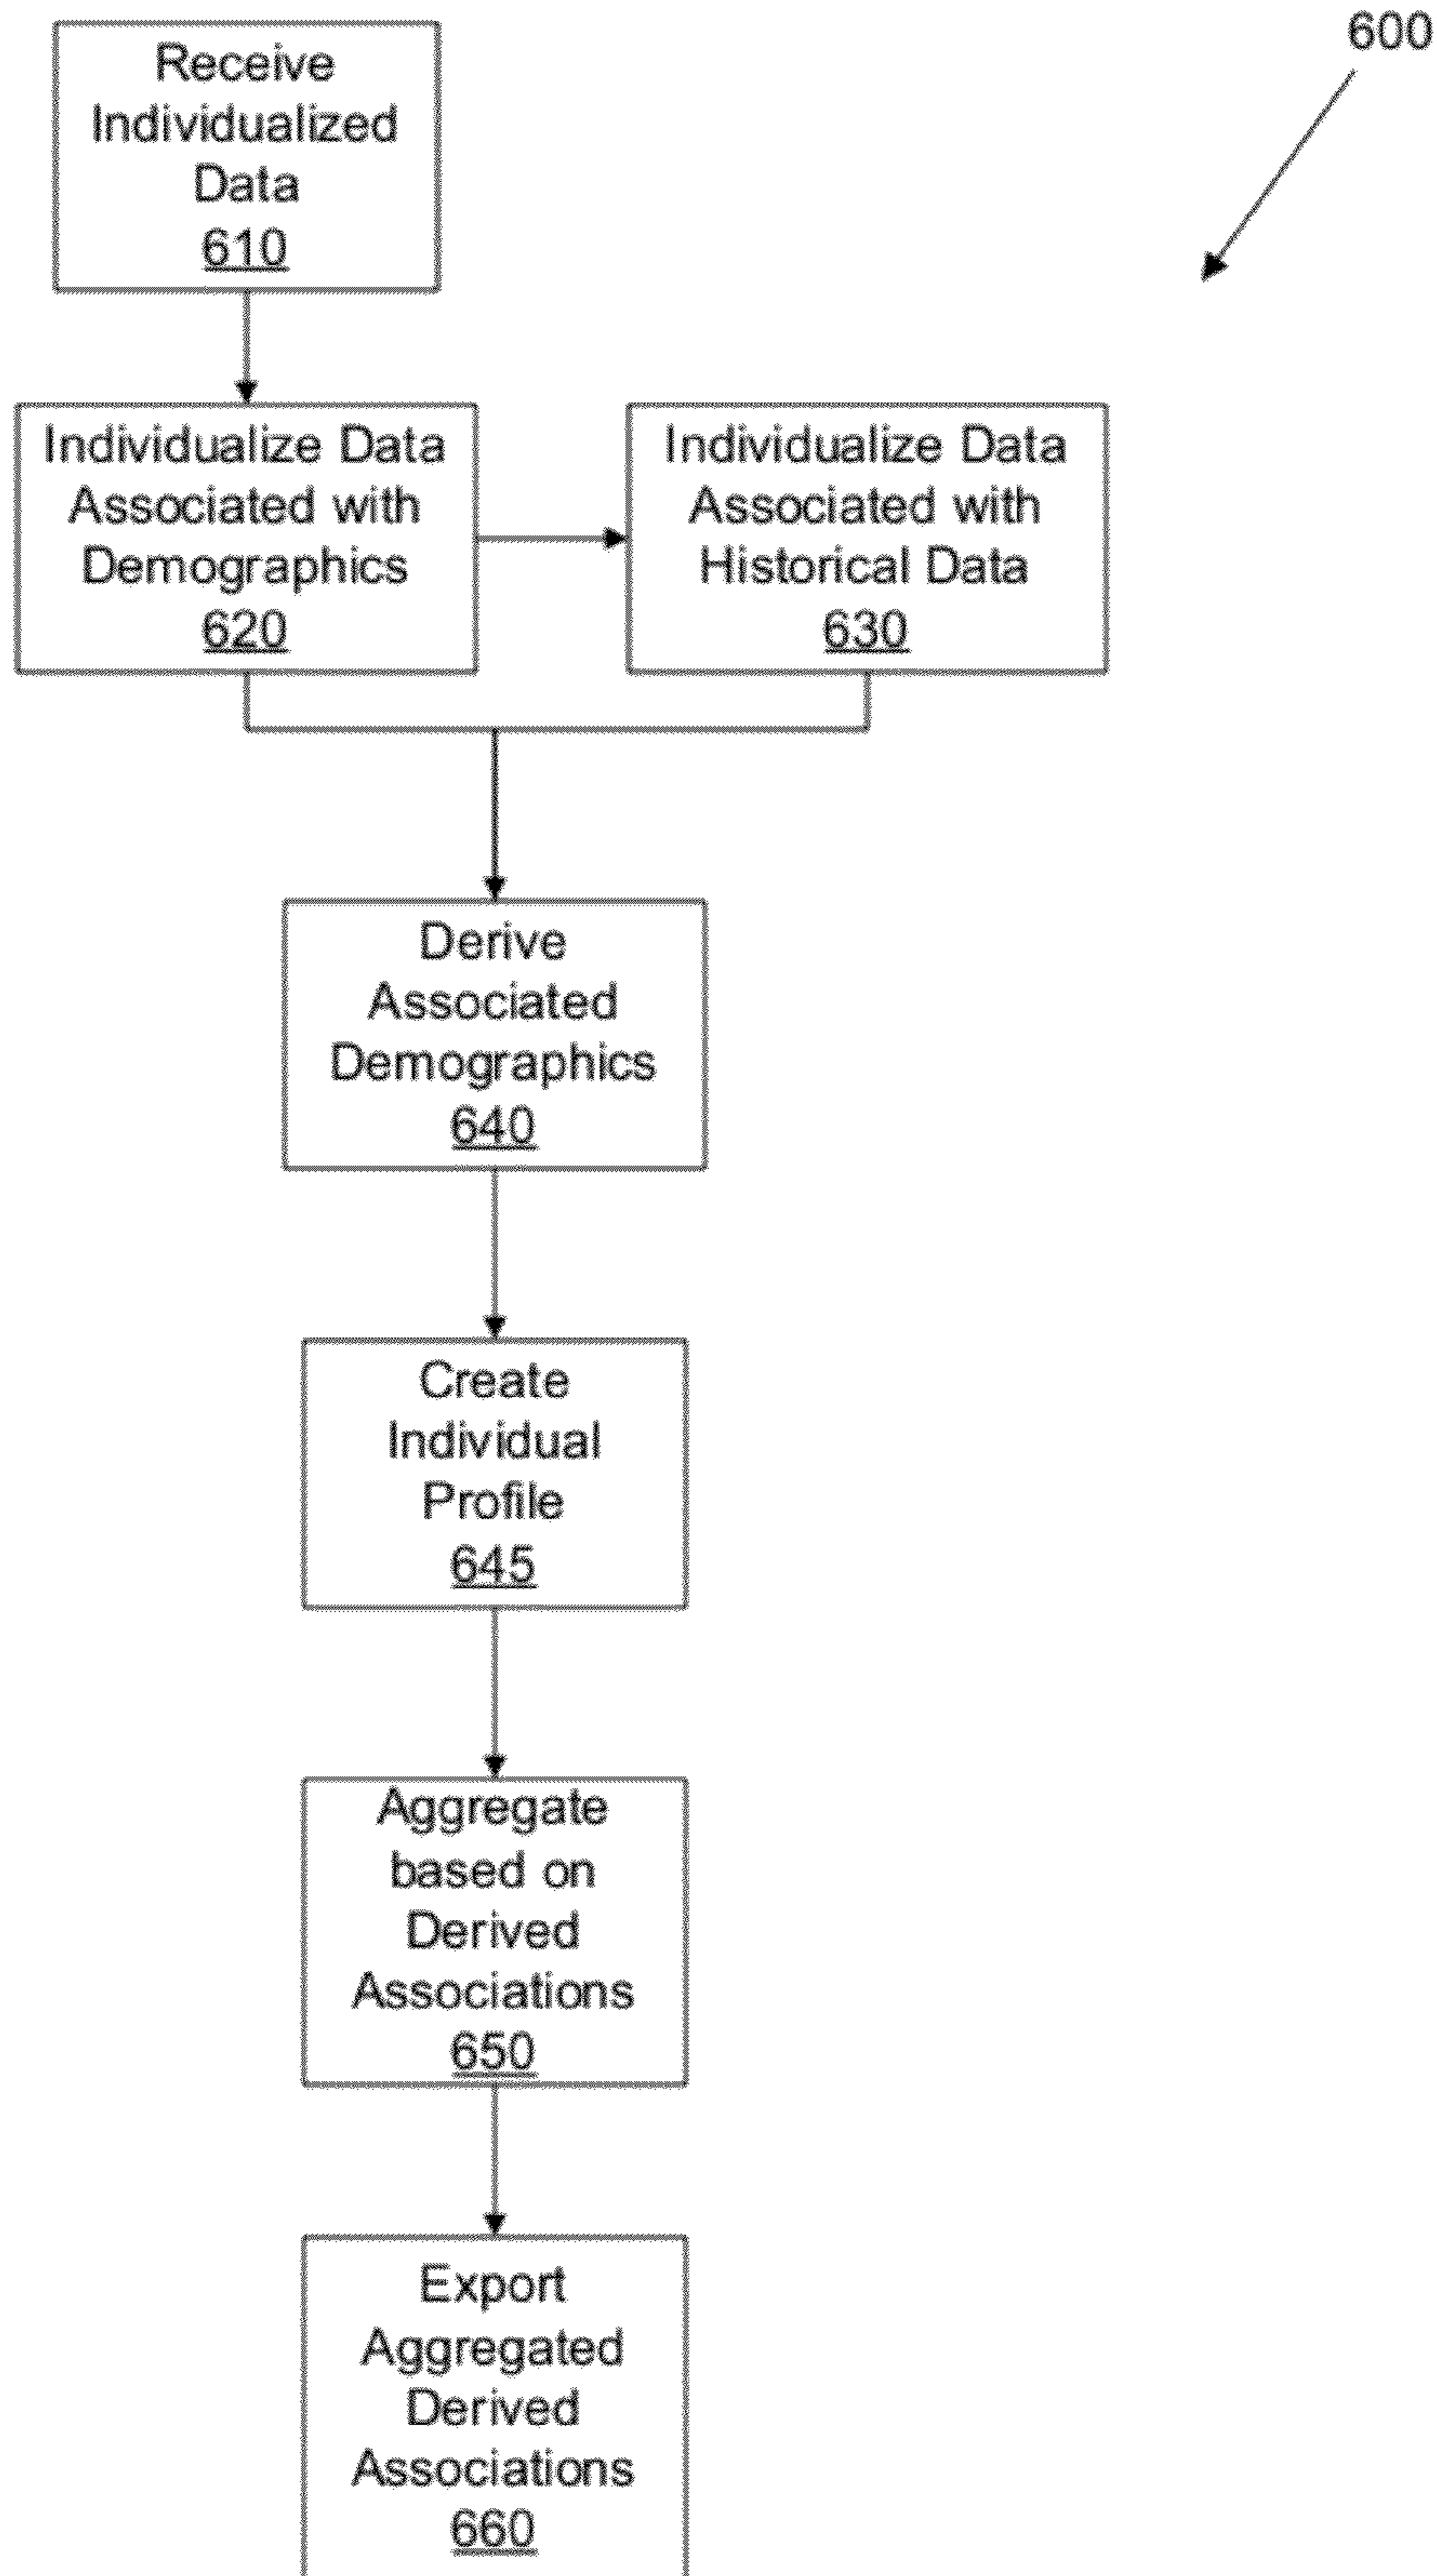 600
Receive
Individualized
Data
610
Individualize Data
Associated with
Demographics
620
Individualize Data
Associated with
Historical Data
630
Derive
Associated
Demographics
640
Create
Individual
Profile
645
Aggregate
based on
Derived
Associations
650
Export
Aggregated
Derived
Associations
660